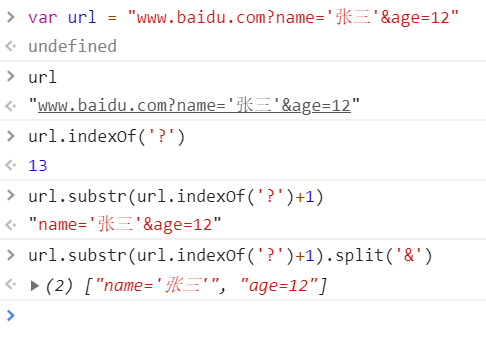 var url = "www.baidu.com?name='张三'&age=12"
undefined
url
"www.baidu.com?name='张三'&age=12"
url.indexOf('?')
13
url.substr(url.indexOf('?')+1)
"name='张三'&age=12"
url.substr(url.indexOf('?')+1).split('&')
(2) ["name='张三'", "age=12"]